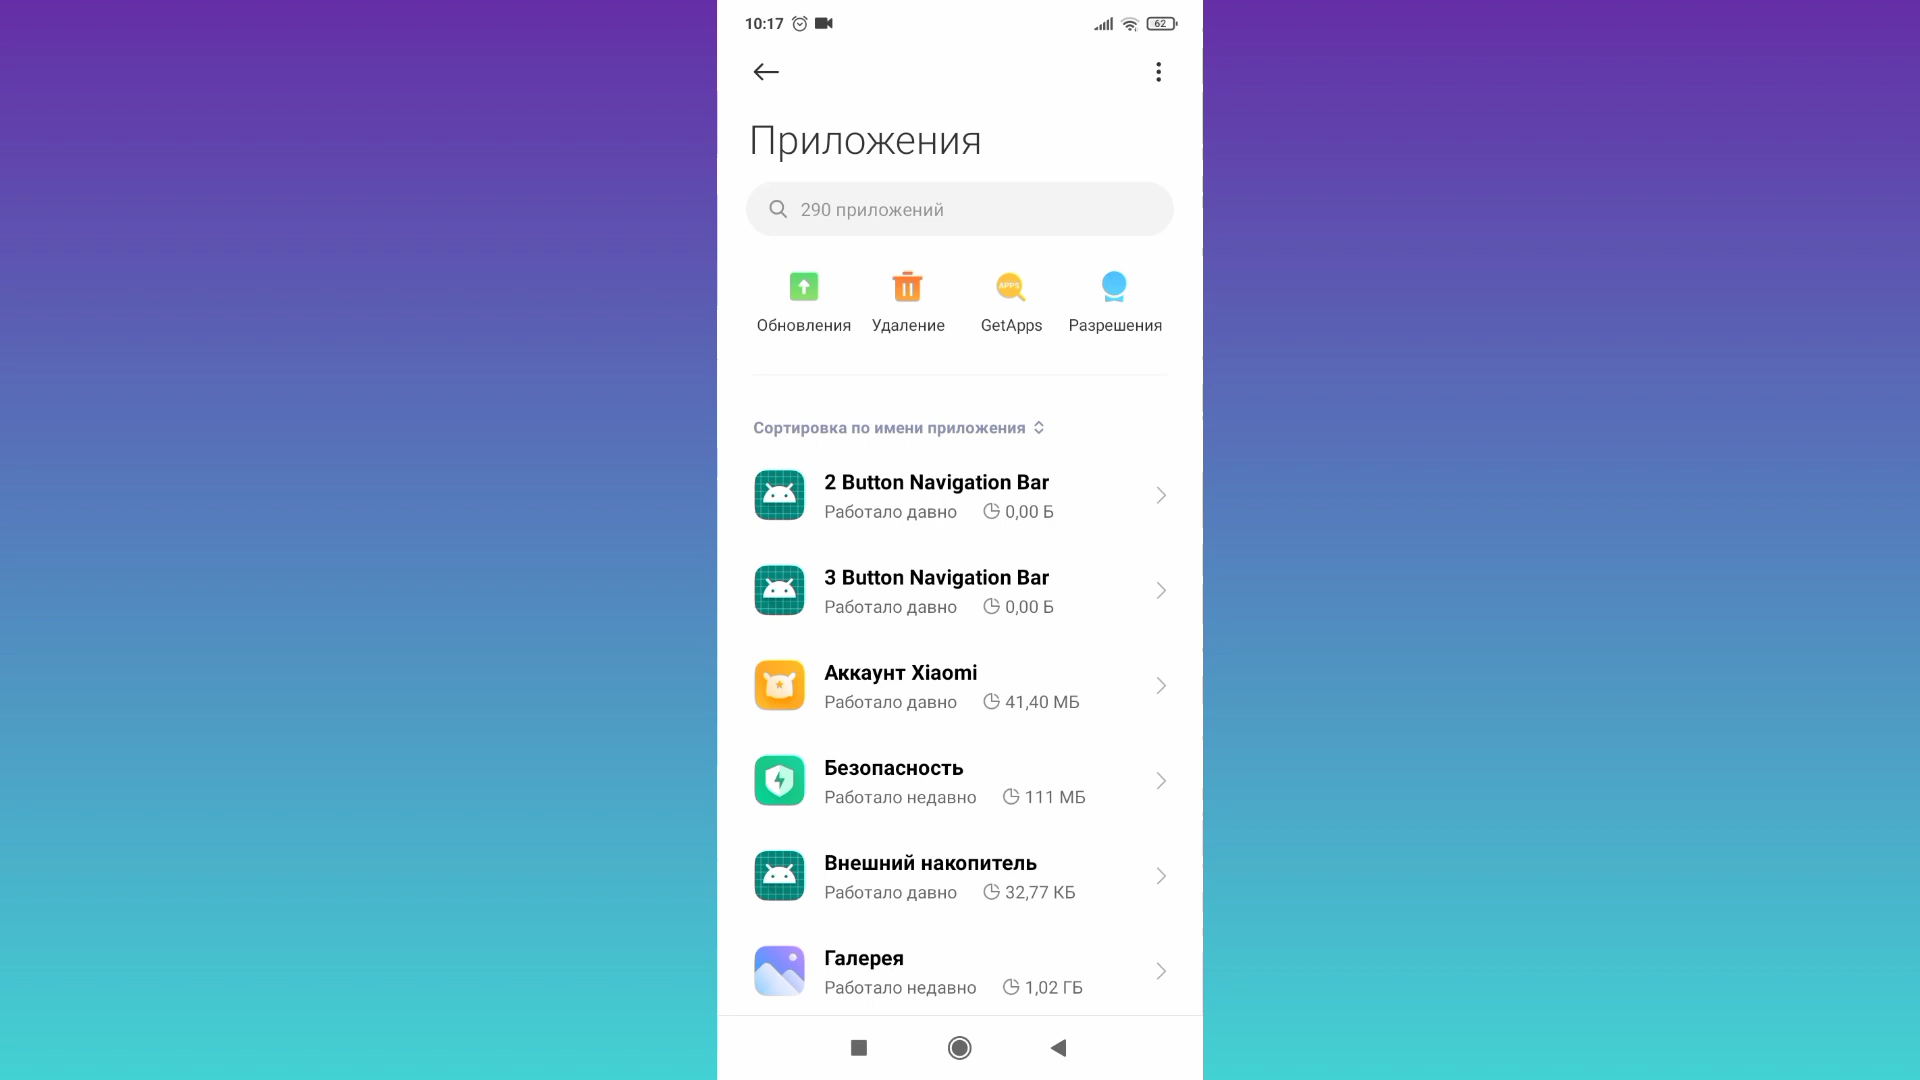 10:17
62
Приложения
290 приложений
APPS
Обновления Удаление GetApps Разрешения
Сортировка по имени приложения
2 Button Navigation Bar
Работало давно 0,00 Б
3 Button Navigation Bar
Работало давно 0,00 Б
Аккаунт Xiaomi
Работало давно 41,40 МБ
Безопасность
Работало недавно 111 МБ
Внешний накопитель
Работало давно 32,77 КБ
Галерея
Работало недавно 1,02 ГБ